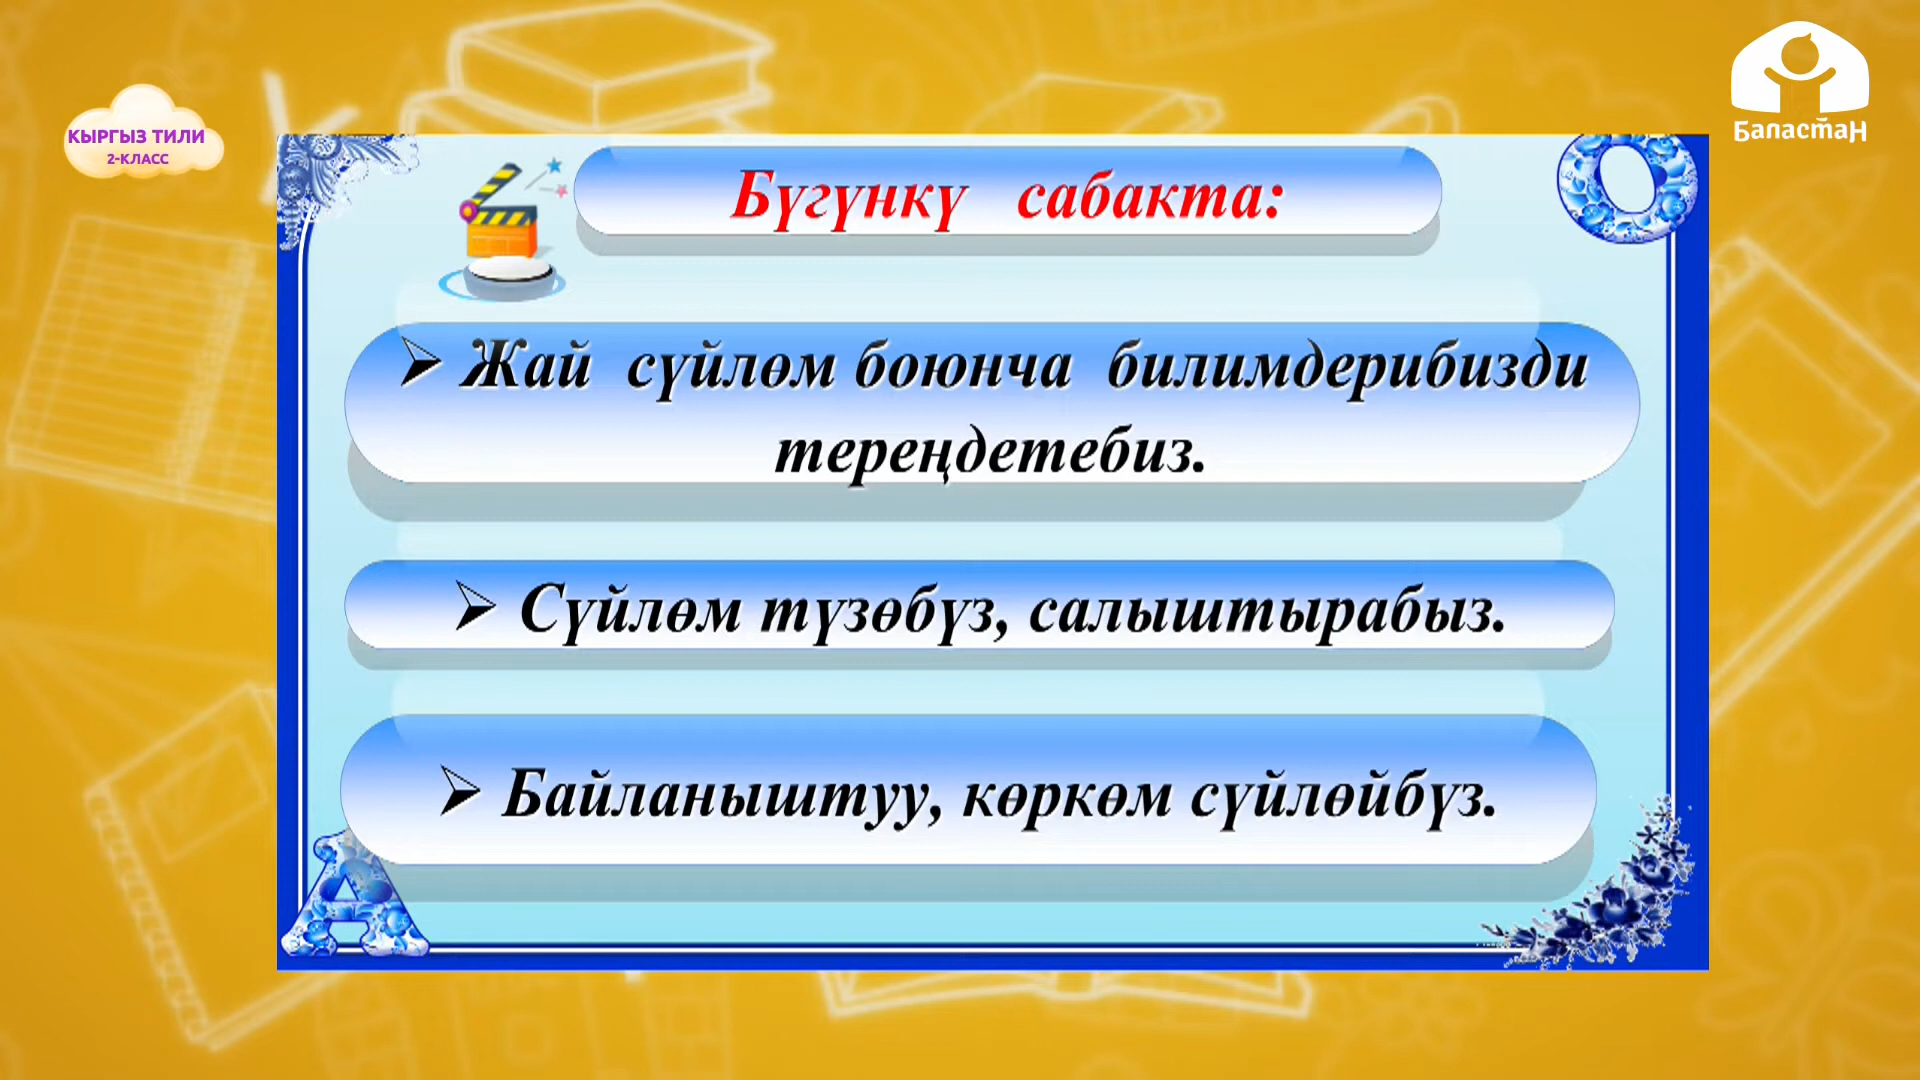 КЫРГЫЗ ТИЛИ
2-КЛАСС
Баластан
Бүгүнкү сабакта:
➢ Жай сүйлөм боюнча билимдерибизди
тереңдетебиз.
➢ Сүйлөм түзөбүз, салыштырабыз.
➢ Байланыштуу, көркөм сүйлөйбүз.
О
А